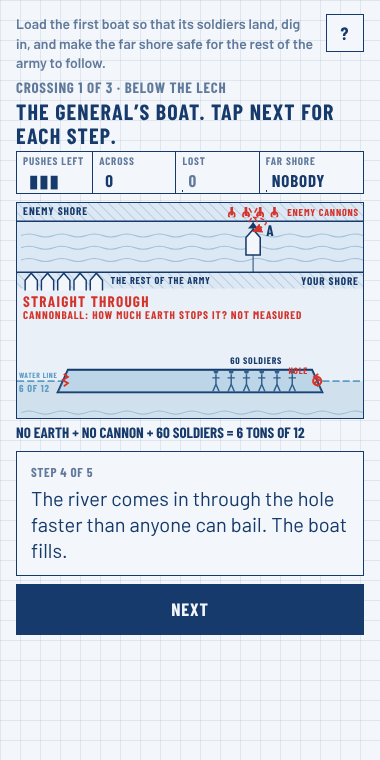 Load the first boat so that its soldiers land, dig
in, and make the far shore safe for the rest of the
army to follow.
?
CROSSING 1 OF 3 · BELOW THE LECH
THE GENERAL'S BOAT. TAP NEXT FOR
EACH STEP.
PUSHES LEFT
ACROSS
0
LOST
0
FAR SHORE
NOBODY
ENEMY SHORE
ENEMY CANNONS
A
THE REST OF THE ARMY
YOUR SHORE
STRAIGHT THROUGH
CANNONBALL: HOW MUCH EARTH STOPS IT? NOT MEASURED
60 SOLDIERS
HOLE
WATER LINE
6 OF 12
NO EARTH + NO CANNON + 60 SOLDIERS = 6 TONS OF 12
STEP 4 OF 5
The river comes in through the hole
faster than anyone can bail. The boat
fills.
NEXT